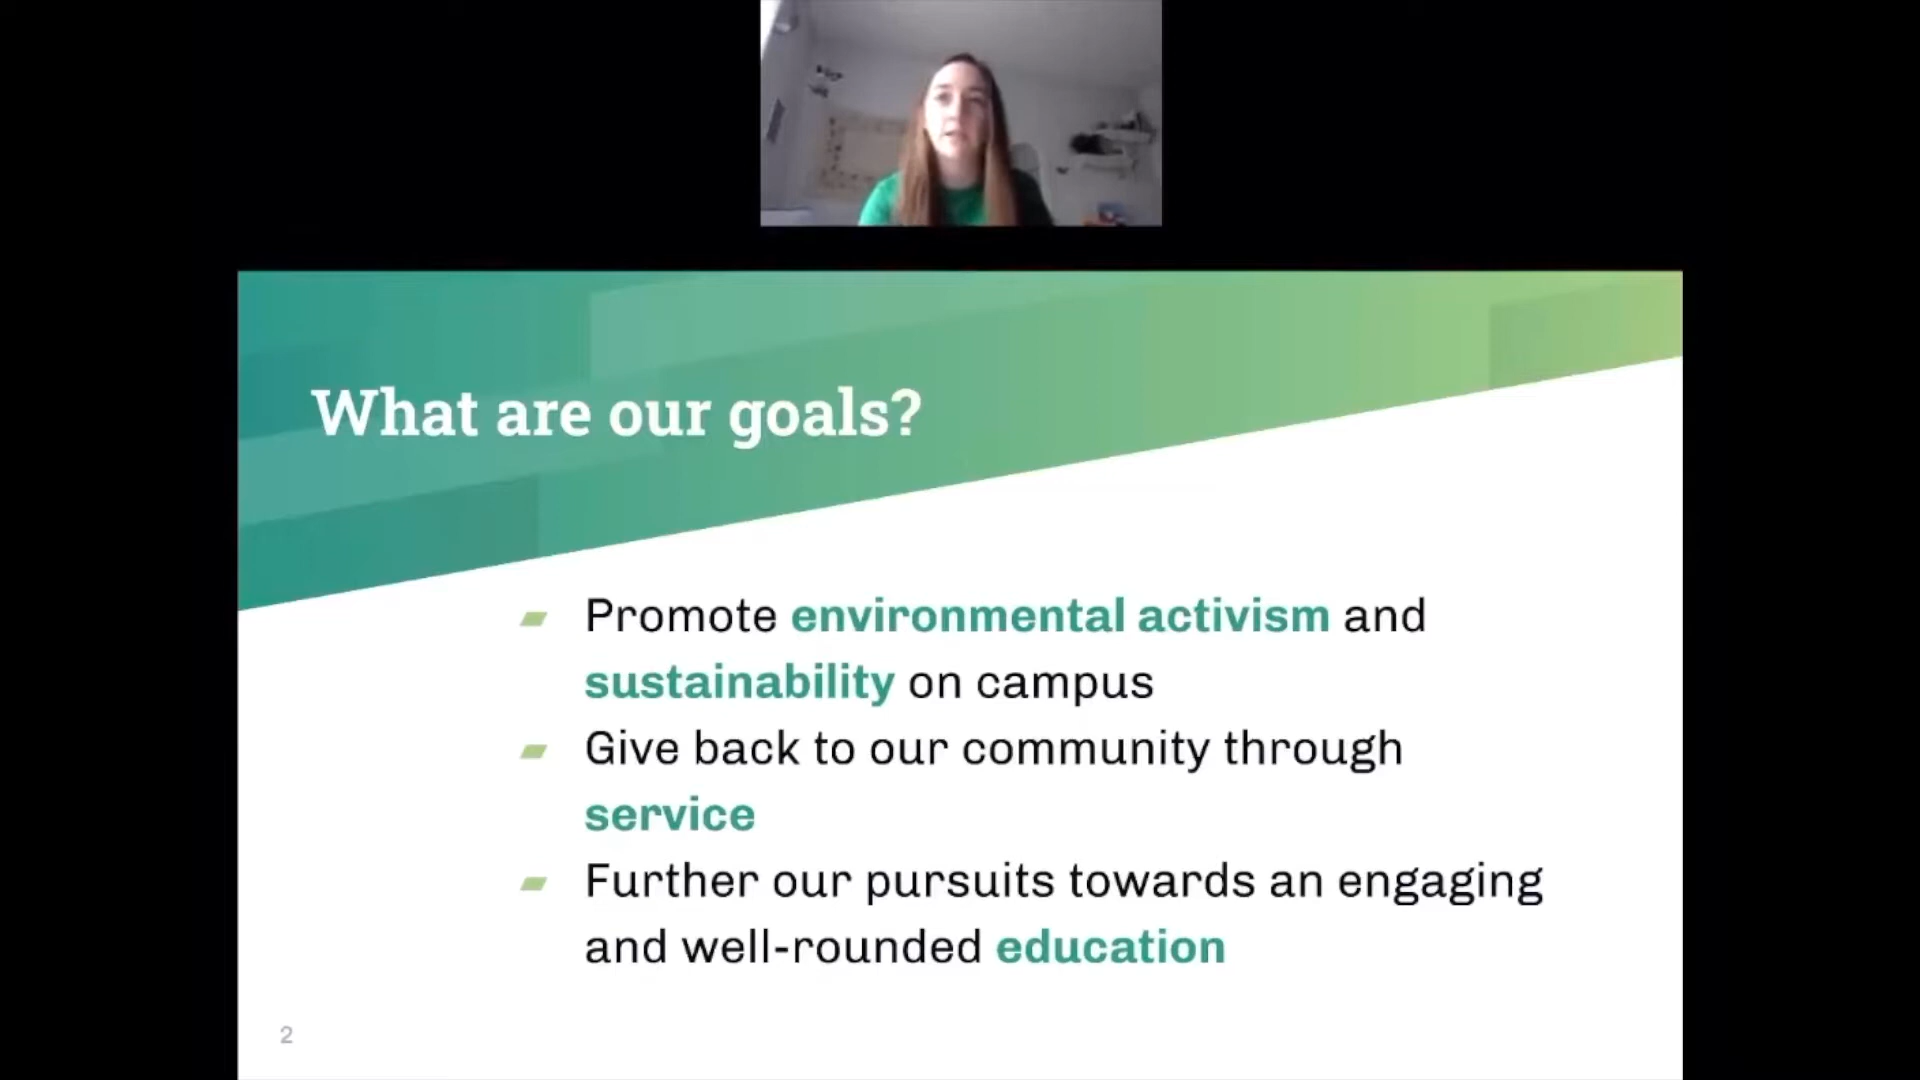 What are our goals?
Promote environmental activism and
sustainability on campus
Give back to our community through
service
Further our pursuits towards an engaging
and well-rounded education
2